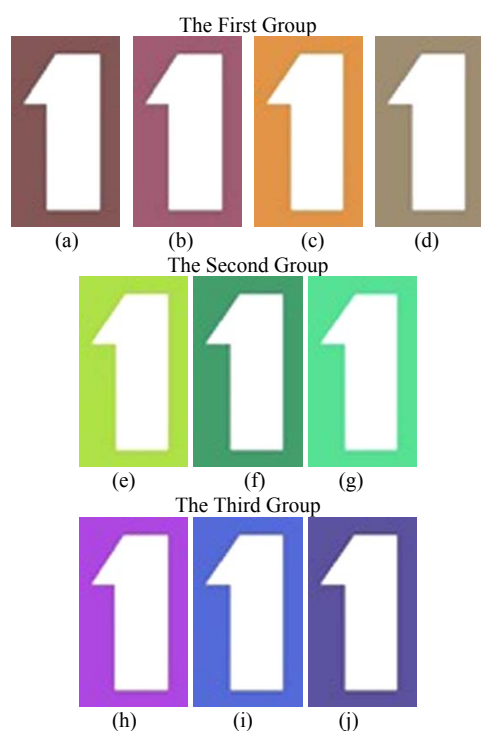 The First Group
1 1 1 1
(a) (b) (c) (d)
The Second Group
1 1 1
(e) (f) (g)
The Third Group
1 1 1
(h) (i) (j)